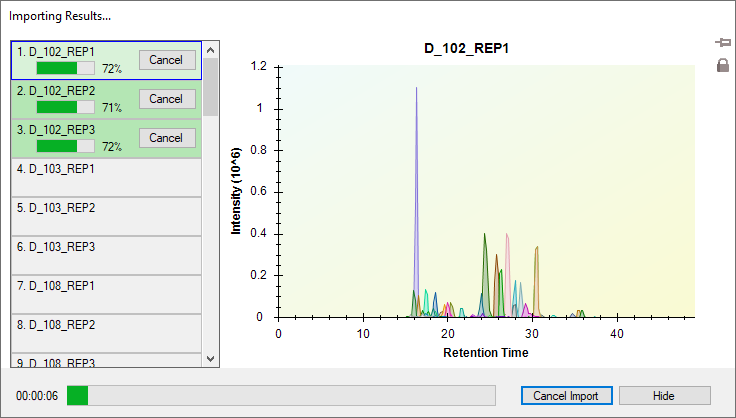 Importing Results...
1. D_102_REP1
72%
Cancel
2. D_102_REP2
71%
Cancel
3. D_102_REP3
72%
Cancel
4. D_103_REP1
5. D_103_REP2
6. D_103_REP3
7. D_108_REP1
8. D_108_REP2
9. D_108_REP3
D_102_REP1
Intensity (10^6)
1.2
1
0.8
0.6
0.4
0.2
0
0 10 20 30 40
Retention Time
00:00:06
Cancel Import
Hide